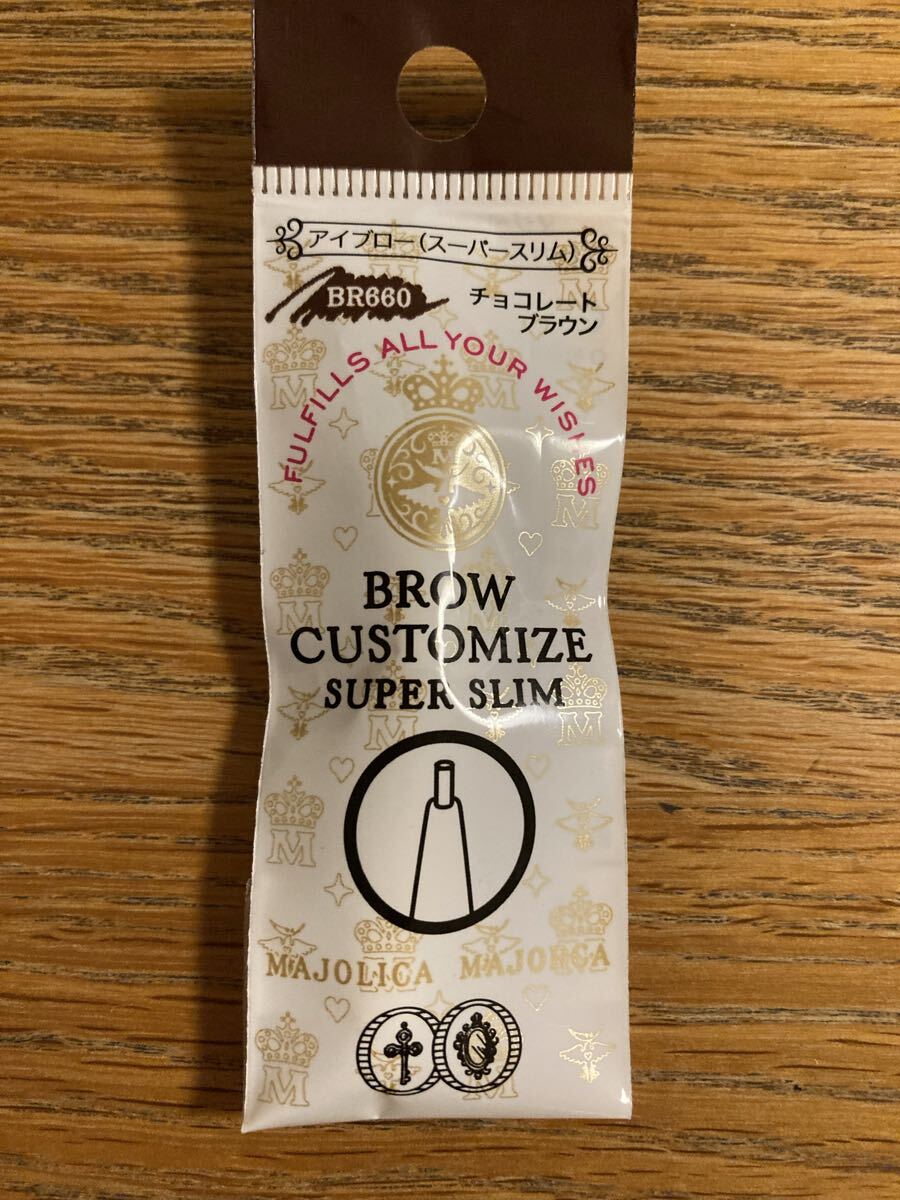 アイブロー(スーパースリム)
BR660
チョコレート
ブラウン
FULFILLS ALL YOUR WISHES
M
BROW
CUSTOMIZE
SUPER SLIM
MAJOLICA MAJORCA